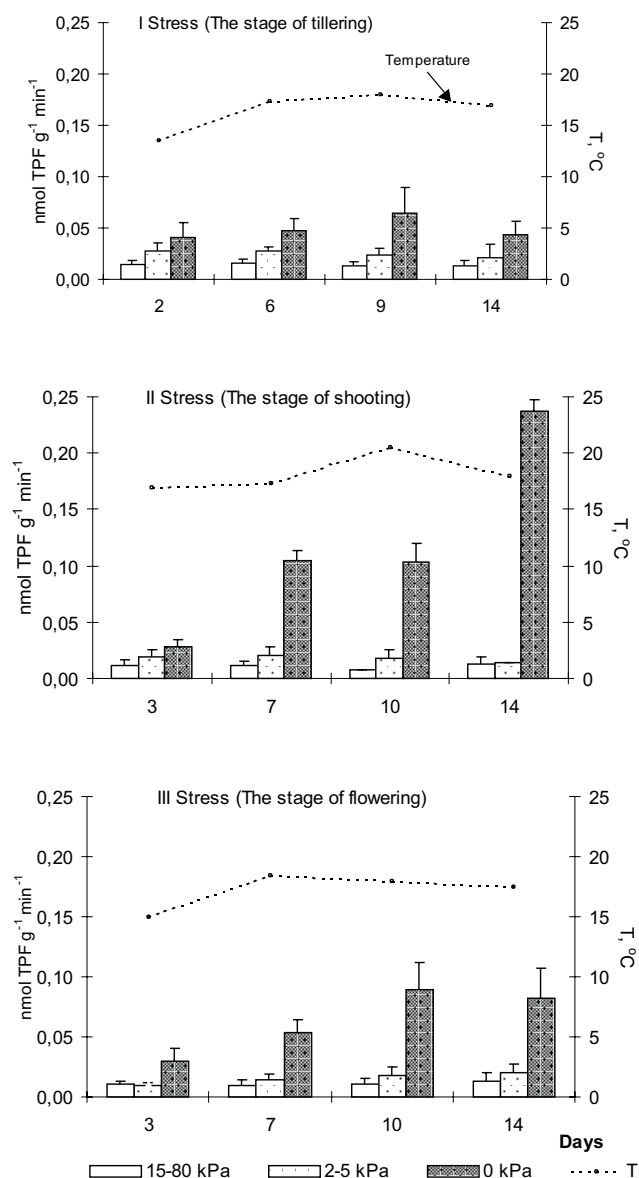 I Stress (The stage of tillering)
0,25
0,20
0,15
0,10
0,05
0,00
nmol TPF g⁻¹ min⁻¹
Temperature
25
20
15
10
5
0
T, °C
2 6 9 14
II Stress (The stage of shooting)
0,25
0,20
0,15
0,10
0,05
0,00
nmol TPF g⁻¹ min⁻¹
25
20
15
10
5
0
T, °C
3 7 10 14
III Stress (The stage of flowering)
0,25
0,20
0,15
0,10
0,05
0,00
nmol TPF g⁻¹ min⁻¹
25
20
15
10
5
0
T, °C
3 7 10 14
Days
15-80 kPa 2-5 kPa 0 kPa T